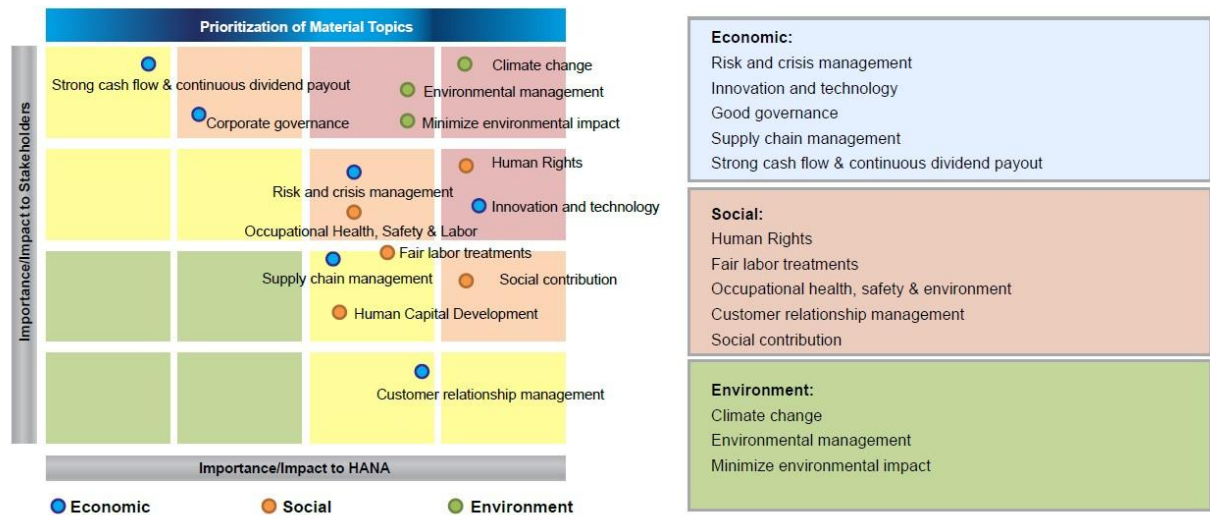 Prioritization of Material Topics
Importance/Impact to Stakeholders
Climate change
Strong cash flow & continuous dividend payout
Environmental management
Corporate governance
Minimize environmental impact
Human Rights
Risk and crisis management
Innovation and technology
Occupational Health, Safety & Labor
Fair labor treatments
Supply chain management
Social contribution
Human Capital Development
Customer relationship management
Importance/Impact to HANA
Economic
Social
Environment
Economic:
Risk and crisis management
Innovation and technology
Good governance
Supply chain management
Strong cash flow & continuous dividend payout
Social:
Human Rights
Fair labor treatments
Occupational health, safety & environment
Customer relationship management
Social contribution
Environment:
Climate change
Environmental management
Minimize environmental impact